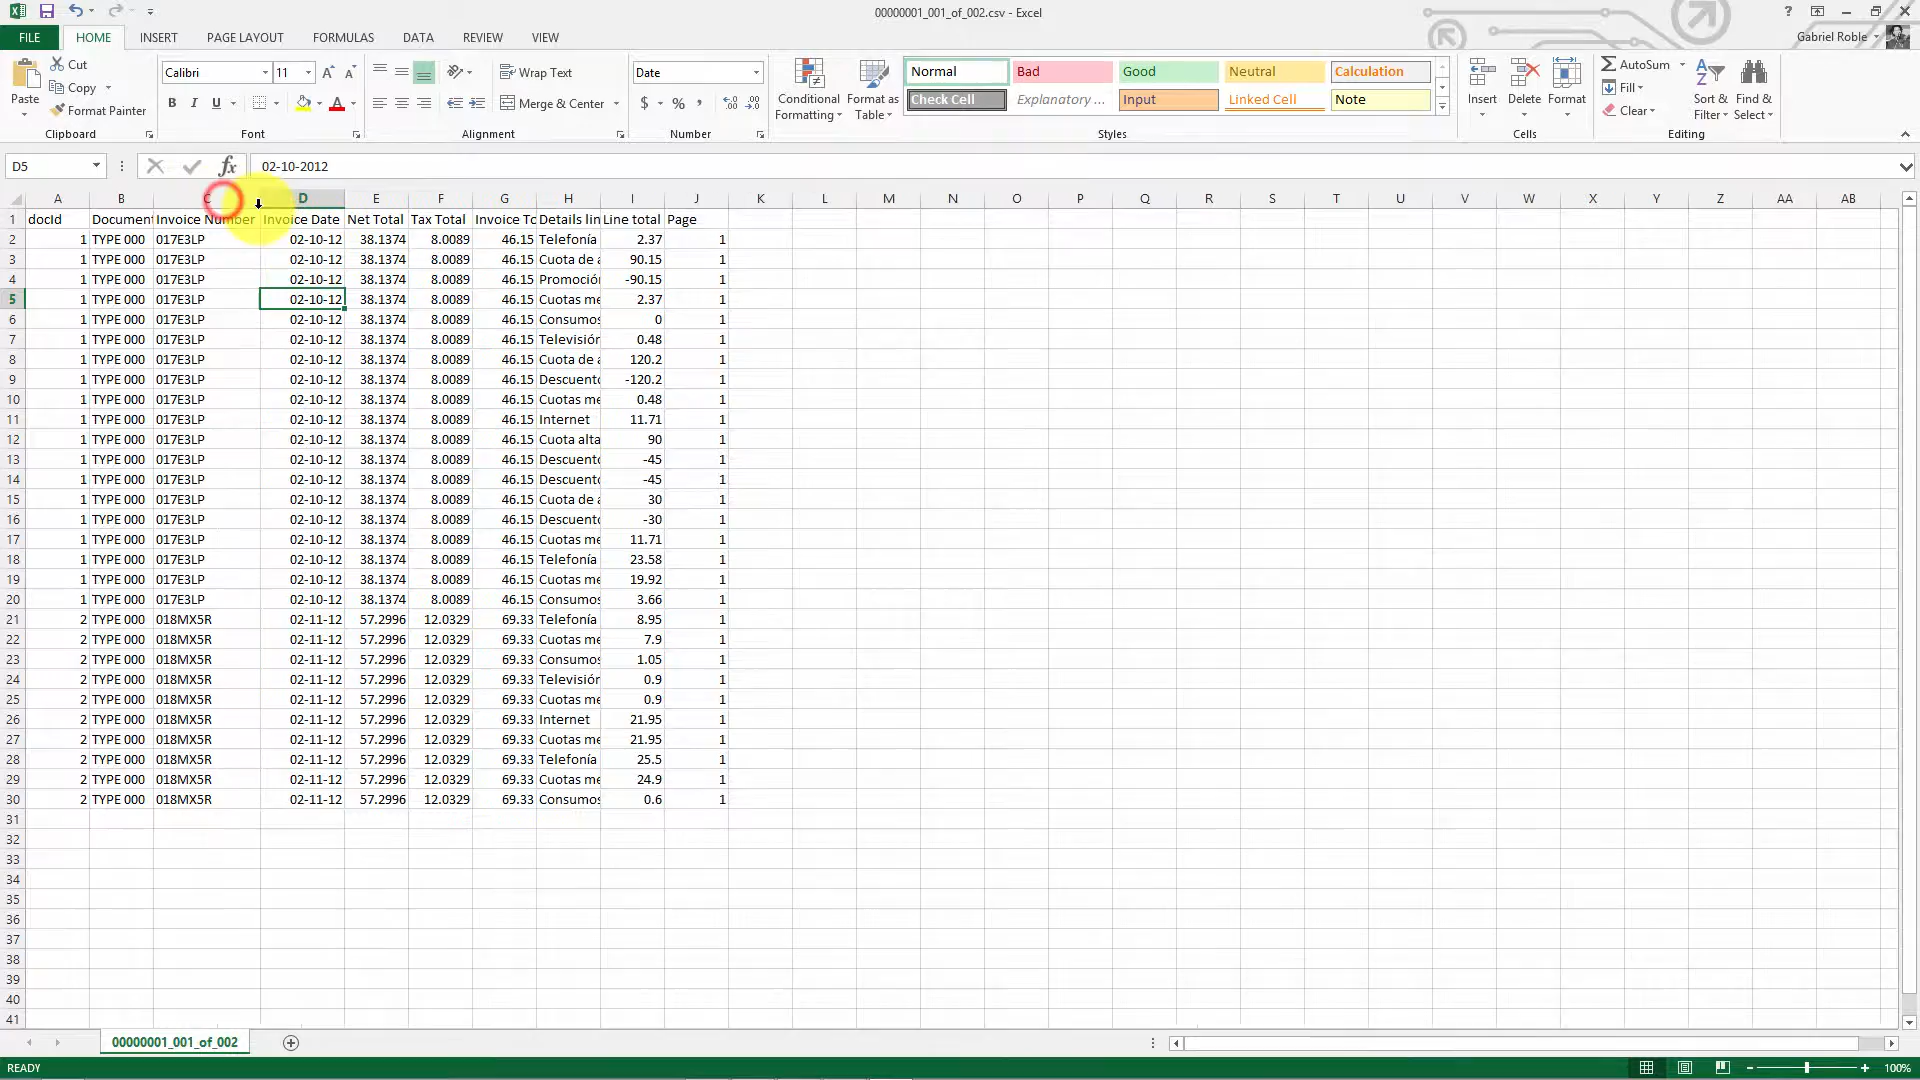 00000001_001_of_002.csv - Excel
FILE HOME INSERT PAGE LAYOUT FORMULAS DATA REVIEW VIEW Gabriel Roble
Cut
Calibri 11 Wrap Text Date Normal Bad Good Neutral Calculation AutoSum
Copy Fill
Paste Conditional Formatting Format as Table Insert Delete Format Sort & Filter Find & Select
Format Painter Merge & Center Check Cell Explanatory ... Input Linked Cell Note Clear
Clipboard Font Alignment Number Styles Cells Editing
D5 fx 02-10-2012
A B C D E F G H I J K L M N O P Q R S T U V W X Y Z AA AB
1 docId Document Invoice Number Invoice Date Net Total Tax Total Invoice To Details lin Line total Page
2 1 TYPE 000 017E3LP 02-10-12 38.1374 8.0089 46.15 Telefonía 2.37 1
3 1 TYPE 000 017E3LP 02-10-12 38.1374 8.0089 46.15 Cuota de a 90.15 1
4 1 TYPE 000 017E3LP 02-10-12 38.1374 8.0089 46.15 Promoción -90.15 1
5 1 TYPE 000 017E3LP 02-10-12 38.1374 8.0089 46.15 Cuotas me 2.37 1
6 1 TYPE 000 017E3LP 02-10-12 38.1374 8.0089 46.15 Consumos 0 1
7 1 TYPE 000 017E3LP 02-10-12 38.1374 8.0089 46.15 Televisión 0.48 1
8 1 TYPE 000 017E3LP 02-10-12 38.1374 8.0089 46.15 Cuota de a 120.2 1
9 1 TYPE 000 017E3LP 02-10-12 38.1374 8.0089 46.15 Descuento -120.2 1
10 1 TYPE 000 017E3LP 02-10-12 38.1374 8.0089 46.15 Cuotas me 0.48 1
11 1 TYPE 000 017E3LP 02-10-12 38.1374 8.0089 46.15 Internet 11.71 1
12 1 TYPE 000 017E3LP 02-10-12 38.1374 8.0089 46.15 Cuota alta 90 1
13 1 TYPE 000 017E3LP 02-10-12 38.1374 8.0089 46.15 Descuento -45 1
14 1 TYPE 000 017E3LP 02-10-12 38.1374 8.0089 46.15 Descuento -45 1
15 1 TYPE 000 017E3LP 02-10-12 38.1374 8.0089 46.15 Cuota de a 30 1
16 1 TYPE 000 017E3LP 02-10-12 38.1374 8.0089 46.15 Descuento -30 1
17 1 TYPE 000 017E3LP 02-10-12 38.1374 8.0089 46.15 Cuotas me 11.71 1
18 1 TYPE 000 017E3LP 02-10-12 38.1374 8.0089 46.15 Telefonía 23.58 1
19 1 TYPE 000 017E3LP 02-10-12 38.1374 8.0089 46.15 Cuotas me 19.92 1
20 1 TYPE 000 017E3LP 02-10-12 38.1374 8.0089 46.15 Consumos 3.66 1
21 2 TYPE 000 018MX5R 02-11-12 57.2996 12.0329 69.33 Telefonía 8.95 1
22 2 TYPE 000 018MX5R 02-11-12 57.2996 12.0329 69.33 Cuotas me 7.9 1
23 2 TYPE 000 018MX5R 02-11-12 57.2996 12.0329 69.33 Consumos 1.05 1
24 2 TYPE 000 018MX5R 02-11-12 57.2996 12.0329 69.33 Televisión 0.9 1
25 2 TYPE 000 018MX5R 02-11-12 57.2996 12.0329 69.33 Cuotas me 0.9 1
26 2 TYPE 000 018MX5R 02-11-12 57.2996 12.0329 69.33 Internet 21.95 1
27 2 TYPE 000 018MX5R 02-11-12 57.2996 12.0329 69.33 Cuotas me 21.95 1
28 2 TYPE 000 018MX5R 02-11-12 57.2996 12.0329 69.33 Telefonía 25.5 1
29 2 TYPE 000 018MX5R 02-11-12 57.2996 12.0329 69.33 Cuotas me 24.9 1
30 2 TYPE 000 018MX5R 02-11-12 57.2996 12.0329 69.33 Consumos 0.6 1
31
32
33
34
35
36
37
38
39
40
41
00000001_001_of_002
READY 100%